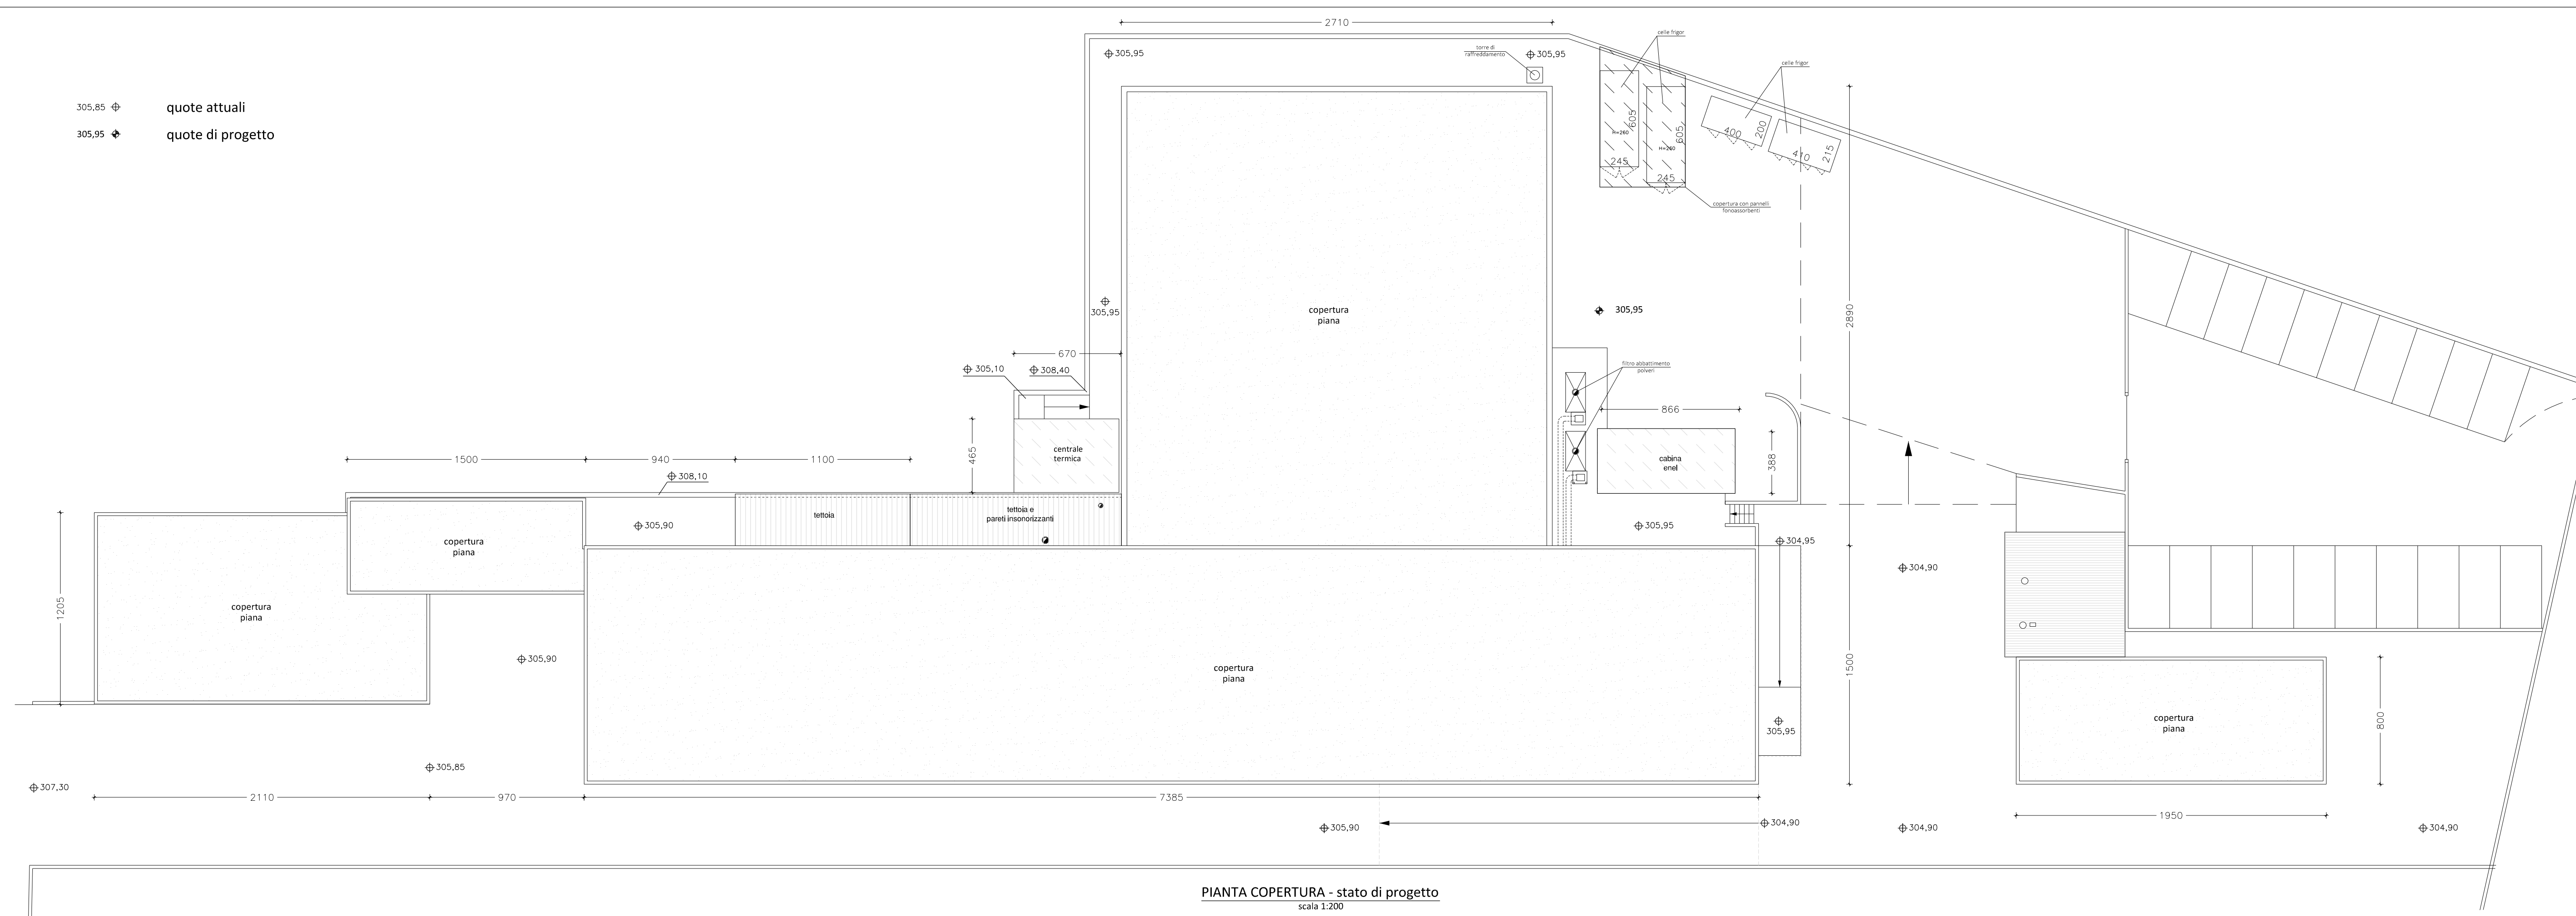 2710
305,95
torre di
raffreddamento
305,95
celle frigor
celle frigor
305,85
quote attuali
305,95
quote di progetto
605
H=260
245
605
H=260
245
400
200
410
215
copertura con pannelli
fonoassorbenti
305,95
copertura
piana
305,95
2890
670
305,10
308,40
filtro abbattimento
polveri
866
465
centrale
termica
cabina
enel
388
1500
940
1100
308,10
tettoia
tettoia e
pareti insonorizzanti
305,90
305,95
304,95
304,90
copertura
piana
1205
copertura
piana
305,90
copertura
piana
1500
305,95
copertura
piana
800
305,85
307,30
2110
970
7385
1950
305,90
304,90
304,90
304,90
PIANTA COPERTURA - stato di progetto
scala 1:200